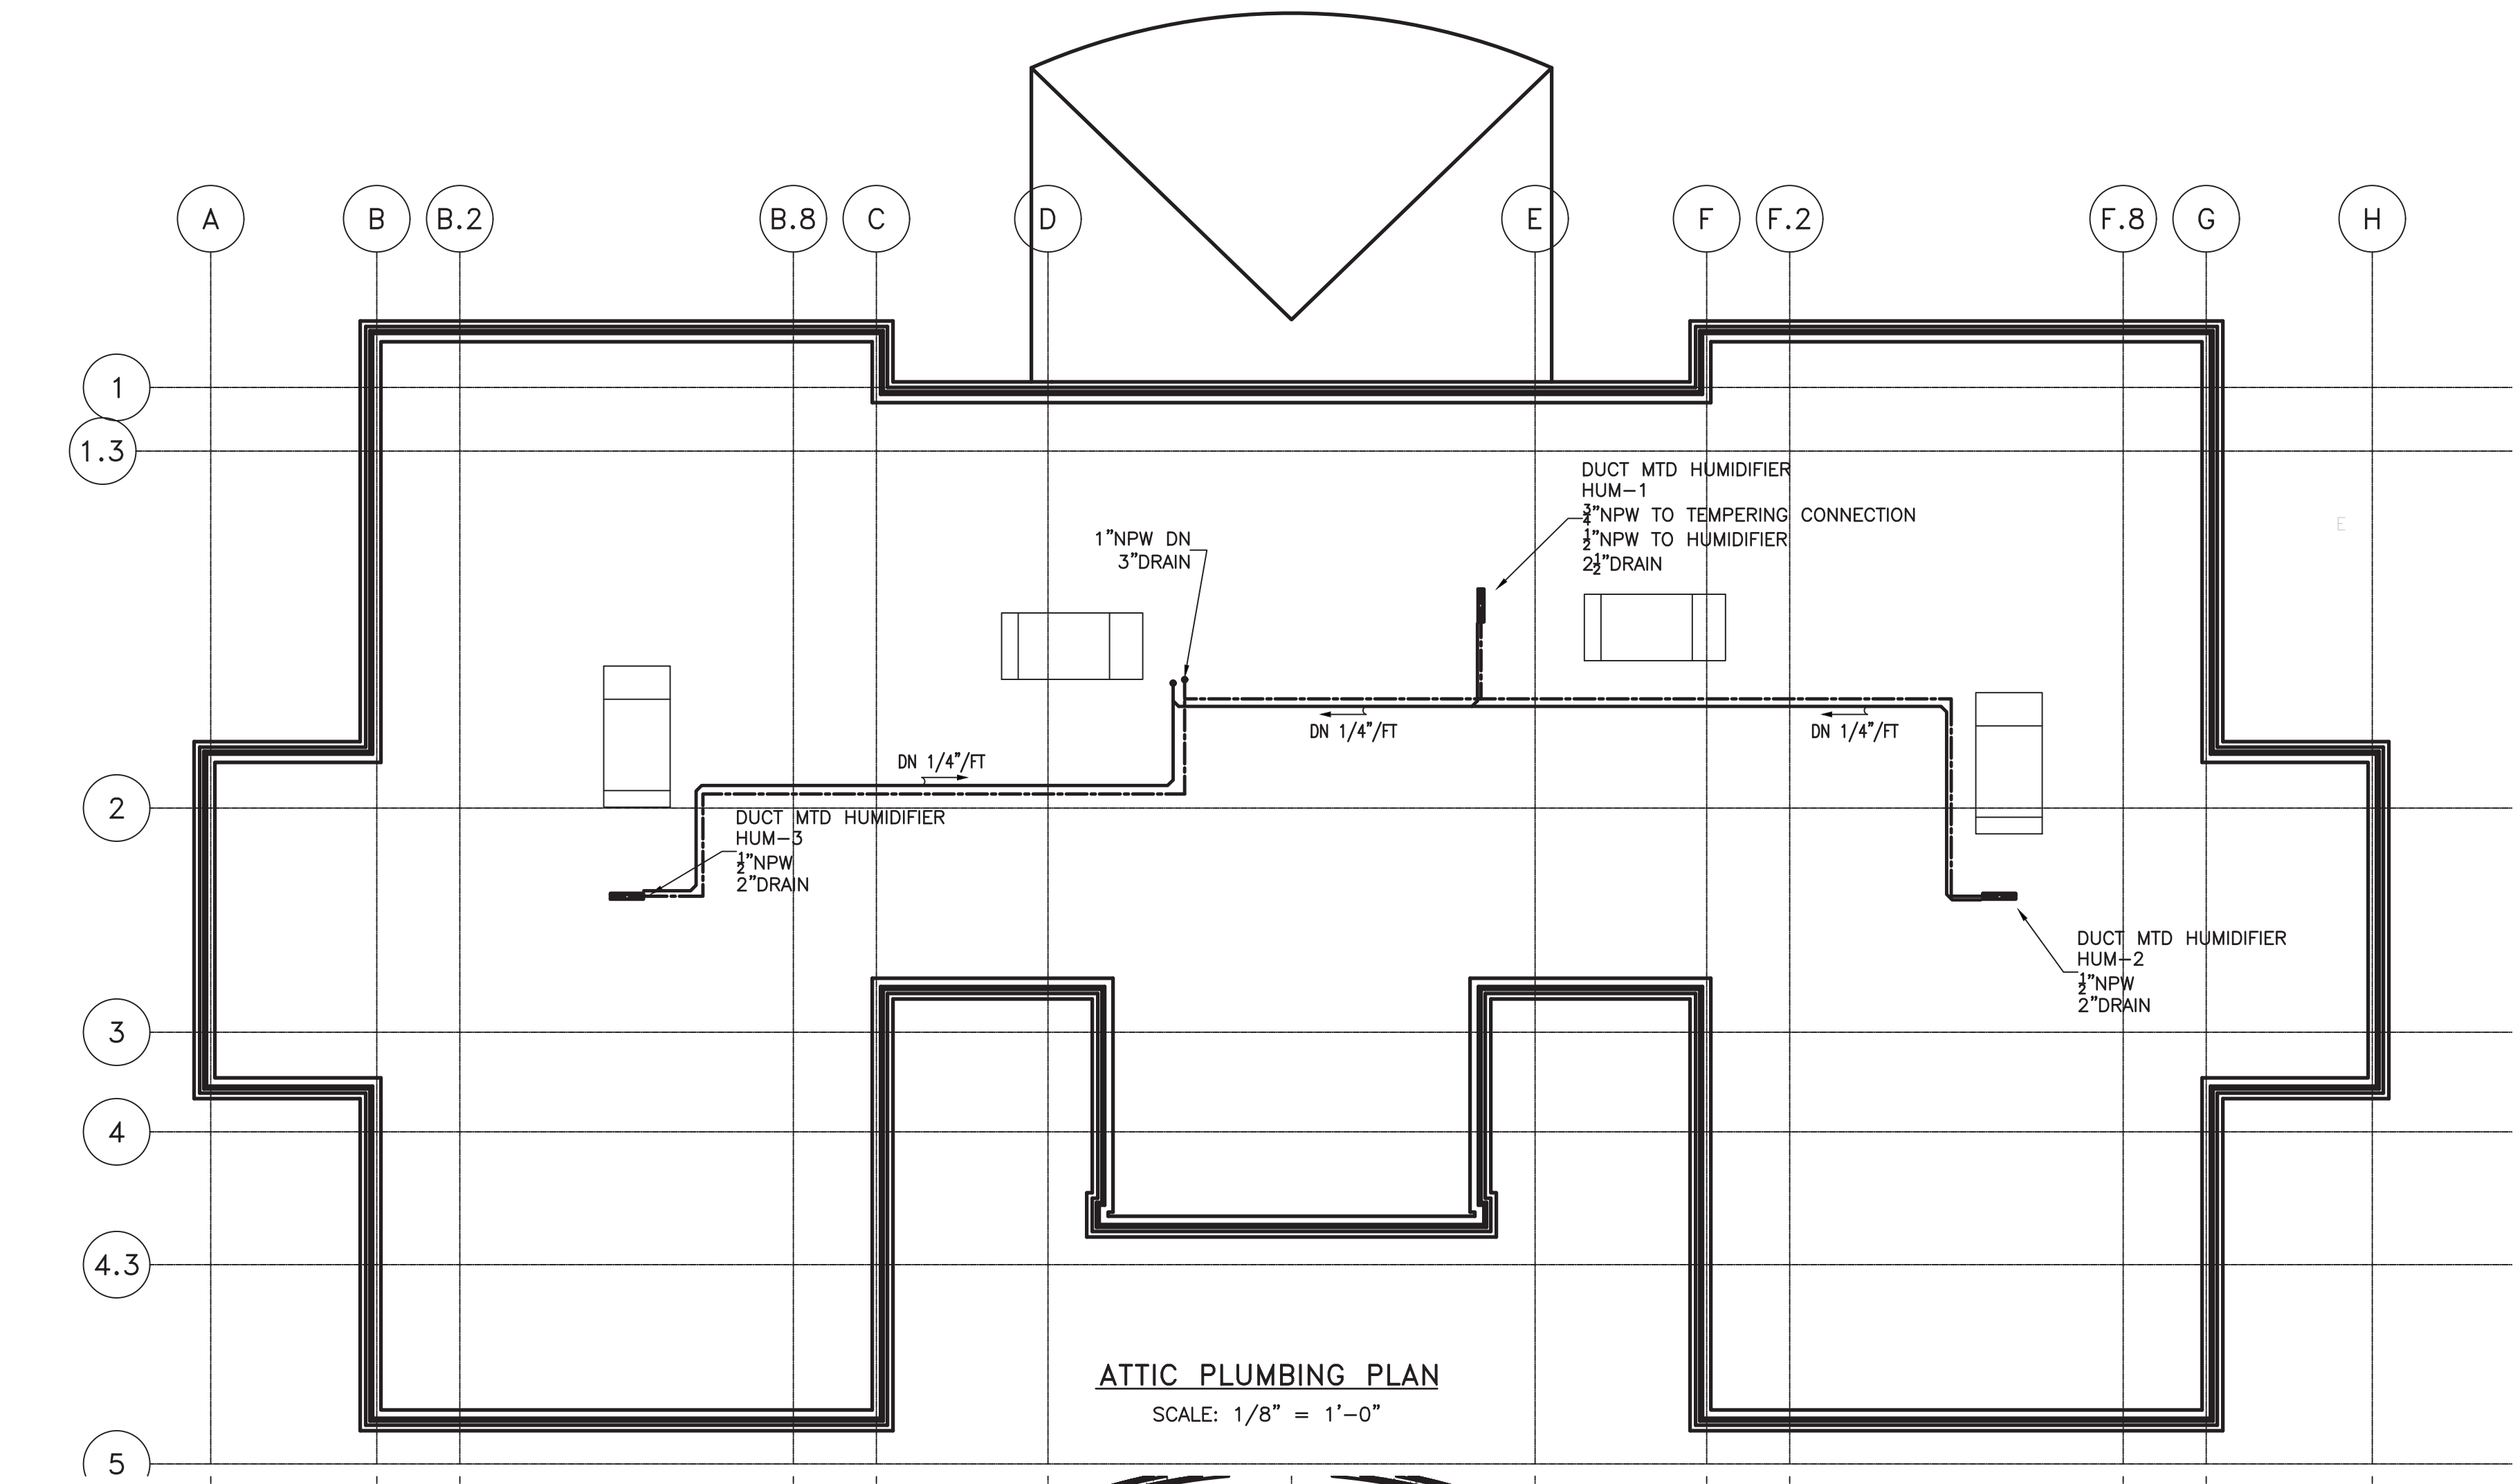 A
B
B.2
B.8
C
D
E
F
F.2
F.8
G
H
1
1.3
DUCT MTD HUMIDIFIER
HUM-1
3/4"NPW TO TEMPERING CONNECTION
1/2"NPW TO HUMIDIFIER
2 1/2"DRAIN
E
1"NPW DN
3"DRAIN
DN 1/4"/FT
DN 1/4"/FT
DN 1/4"/FT
2
DUCT MTD HUMIDIFIER
HUM-3
1/2"NPW
2"DRAIN
DUCT MTD HUMIDIFIER
HUM-2
1/2"NPW
2"DRAIN
3
4
4.3
ATTIC PLUMBING PLAN
SCALE: 1/8" = 1'-0"
5